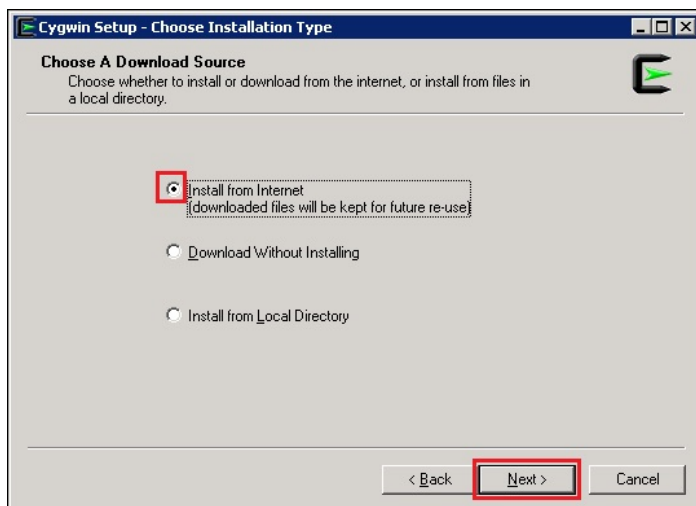 Cygwin Setup - Choose Installation Type
Choose A Download Source
Choose whether to install or download from the internet, or install from files in
a local directory.
Install from Internet
(downloaded files will be kept for future re-use)
Download Without Installing
Install from Local Directory
< Back
Next >
Cancel